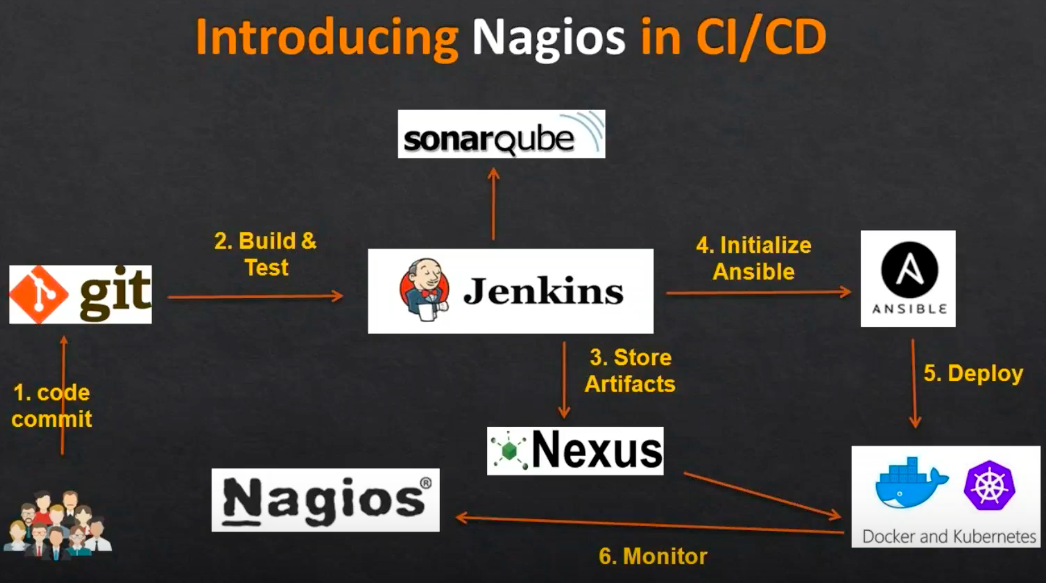 Introducing Nagios in CI/CD
sonarqube
2. Build &
Test
4. Initialize
Ansible
git
Jenkins
ANSIBLE
3. Store
Artifacts
5. Deploy
1. code
commit
Nexus
Nagios®
Docker and Kubernetes
6. Monitor